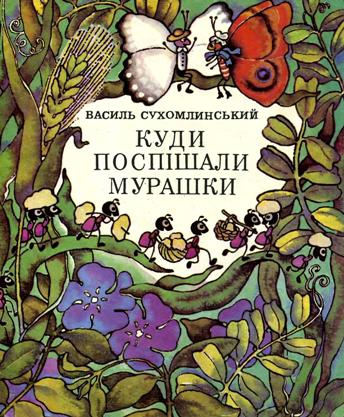 ВАСИЛЬ СУХОМЛИНСЬКИЙ
КУДИ
ПОСПІШАЛИ
МУРАШКИ